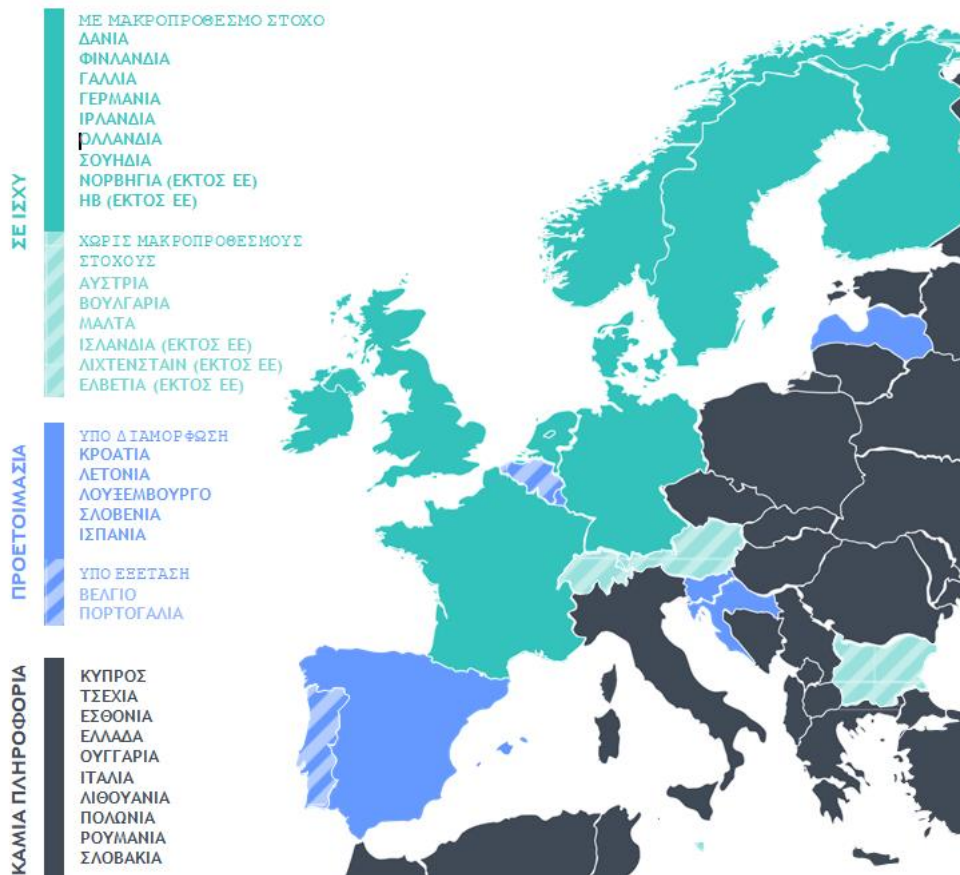 ΣΕ ΙΣΧΥ
ΜΕ ΜΑΚΡΟΠΡΟΘΕΣΜΟ ΣΤΟΧΟ
ΔΑΝΙΑ
ΦΙΝΛΑΝΔΙΑ
ΓΑΛΛΙΑ
ΓΕΡΜΑΝΙΑ
ΙΡΛΑΝΔΙΑ
ΟΛΛΑΝΔΙΑ
ΣΟΥΗΔΙΑ
ΝΟΡΒΗΓΙΑ (ΕΚΤΟΣ ΕΕ)
ΗΒ (ΕΚΤΟΣ ΕΕ)
ΧΩΡΙΣ ΜΑΚΡΟΠΡΟΘΕΣΜΟΥΣ
ΣΤΟΧΟΥΣ
ΑΥΣΤΡΙΑ
ΒΟΥΛΓΑΡΙΑ
ΜΑΛΤΑ
ΙΣΛΑΝΔΙΑ (ΕΚΤΟΣ ΕΕ)
ΛΙΧΤΕΝΣΤΑΙΝ (ΕΚΤΟΣ ΕΕ)
ΕΛΒΕΤΙΑ (ΕΚΤΟΣ ΕΕ)
ΠΡΟΕΤΟΙΜΑΣΙΑ
ΥΠΟ ΔΙΑΜΟΡΦΩΣΗ
ΚΡΟΑΤΙΑ
ΛΕΤΟΝΙΑ
ΛΟΥΞΕΜΒΟΥΡΓΟ
ΣΛΟΒΕΝΙΑ
ΙΣΠΑΝΙΑ
ΥΠΟ ΕΞΕΤΑΣΗ
ΒΕΛΓΙΟ
ΠΟΡΤΟΓΑΛΙΑ
ΚΑΜΙΑ ΠΛΗΡΟΦΟΡΙΑ
ΚΥΠΡΟΣ
ΤΣΕΧΙΑ
ΕΣΘΟΝΙΑ
ΕΛΛΑΔΑ
ΟΥΓΓΑΡΙΑ
ΙΤΑΛΙΑ
ΛΙΘΟΥΑΝΙΑ
ΠΟΛΩΝΙΑ
ΡΟΥΜΑΝΙΑ
ΣΛΟΒΑΚΙΑ